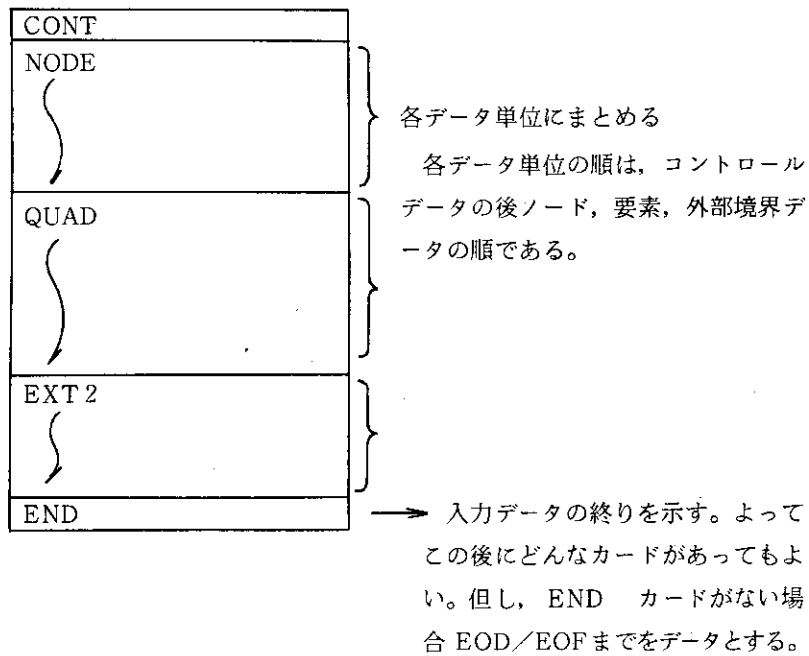 CONT
NODE
各データ単位にまとめる
各データ単位の順は，コントロール
データの後ノード，要素，外部境界デ
ータの順である。
QUAD
EXT 2
END
入力データの終りを示す。よって
この後にどんなカードがあってもよ
い。但し， END カードがない場
合 EOD／EOFまでをデータとする。